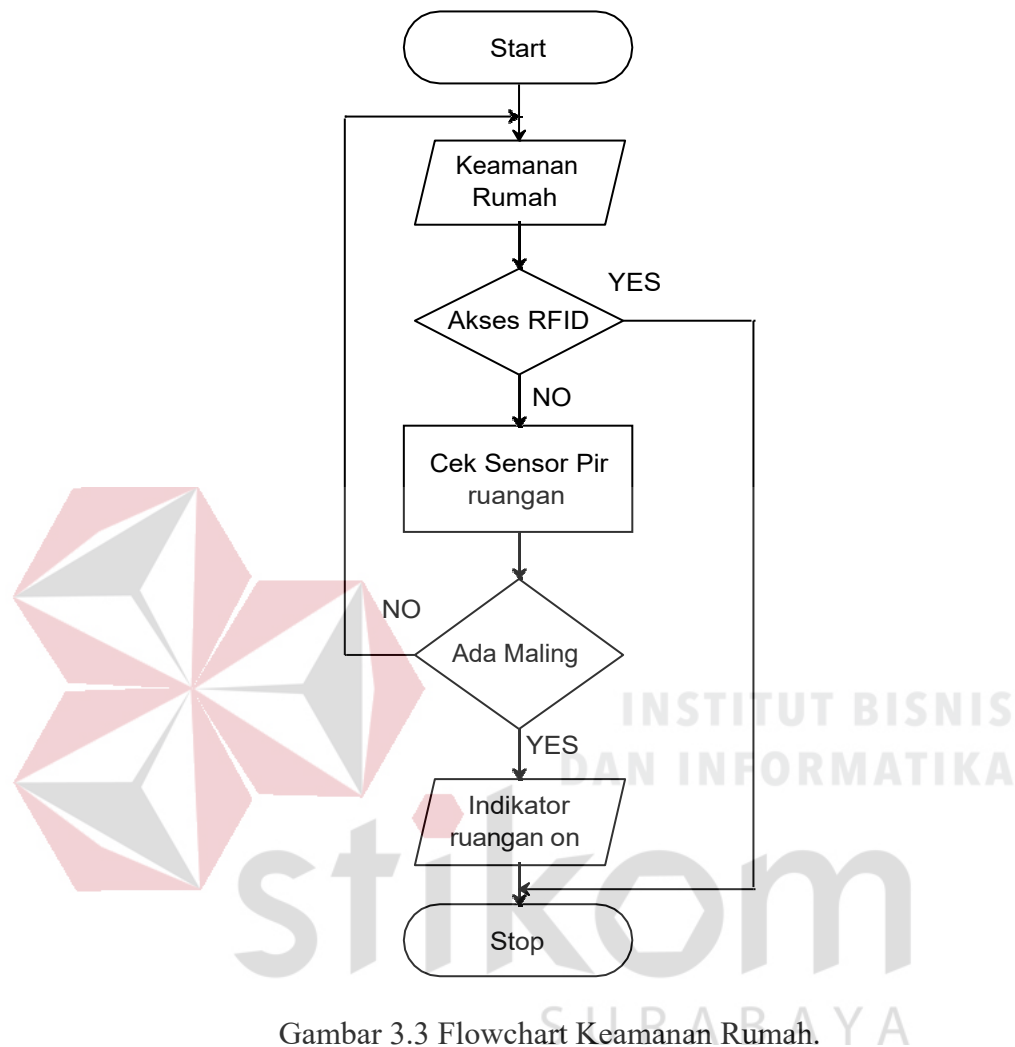 Start
Keamanan
Rumah
YES
Akses RFID
NO
Cek Sensor Pir
ruangan
NO
Ada Maling
INSTITUT BISNIS
YES
DAN INFORMATIKA
Indikator
ruangan on
stikom
Stop
SURABAYA
Gambar 3.3 Flowchart Keamanan Rumah.